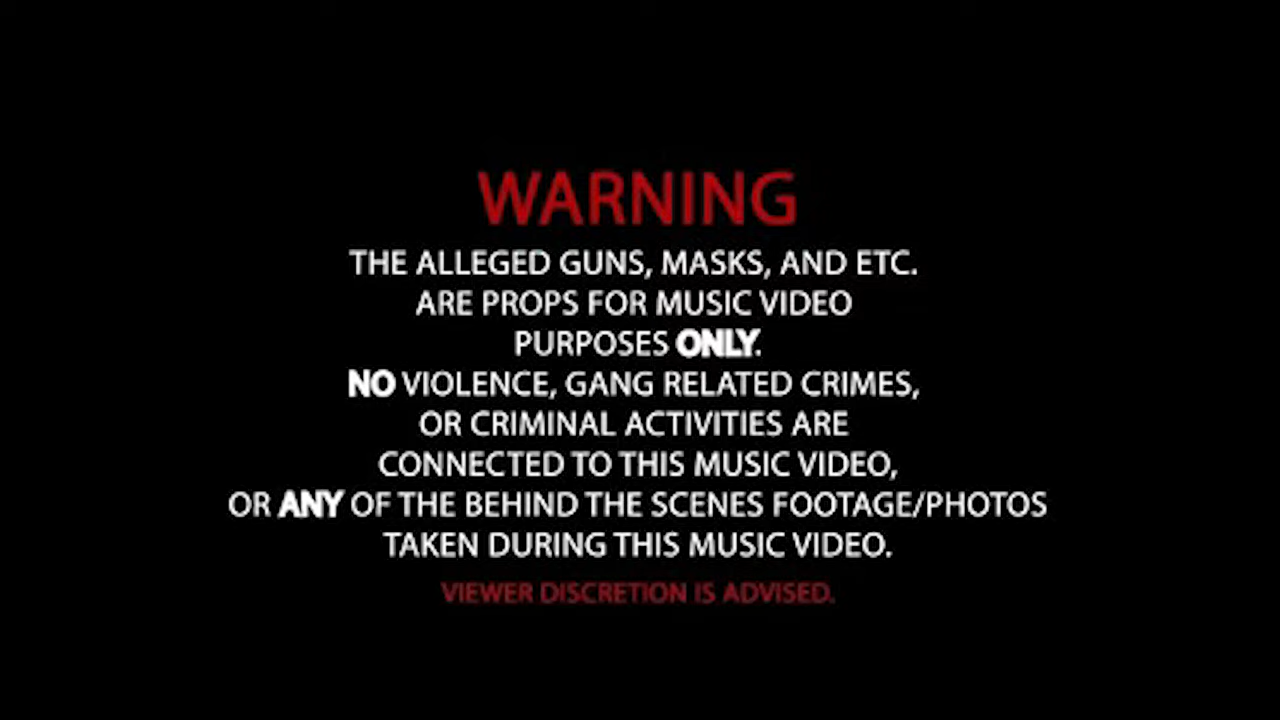 WARNING
THE ALLEGED GUNS, MASKS, AND ETC.
ARE PROPS FOR MUSIC VIDEO
PURPOSES ONLY.
NO VIOLENCE, GANG RELATED CRIMES,
OR CRIMINAL ACTIVITIES ARE
CONNECTED TO THIS MUSIC VIDEO,
OR ANY OF THE BEHIND THE SCENES FOOTAGE/PHOTOS
TAKEN DURING THIS MUSIC VIDEO.
VIEWER DISCRETION IS ADVISED.